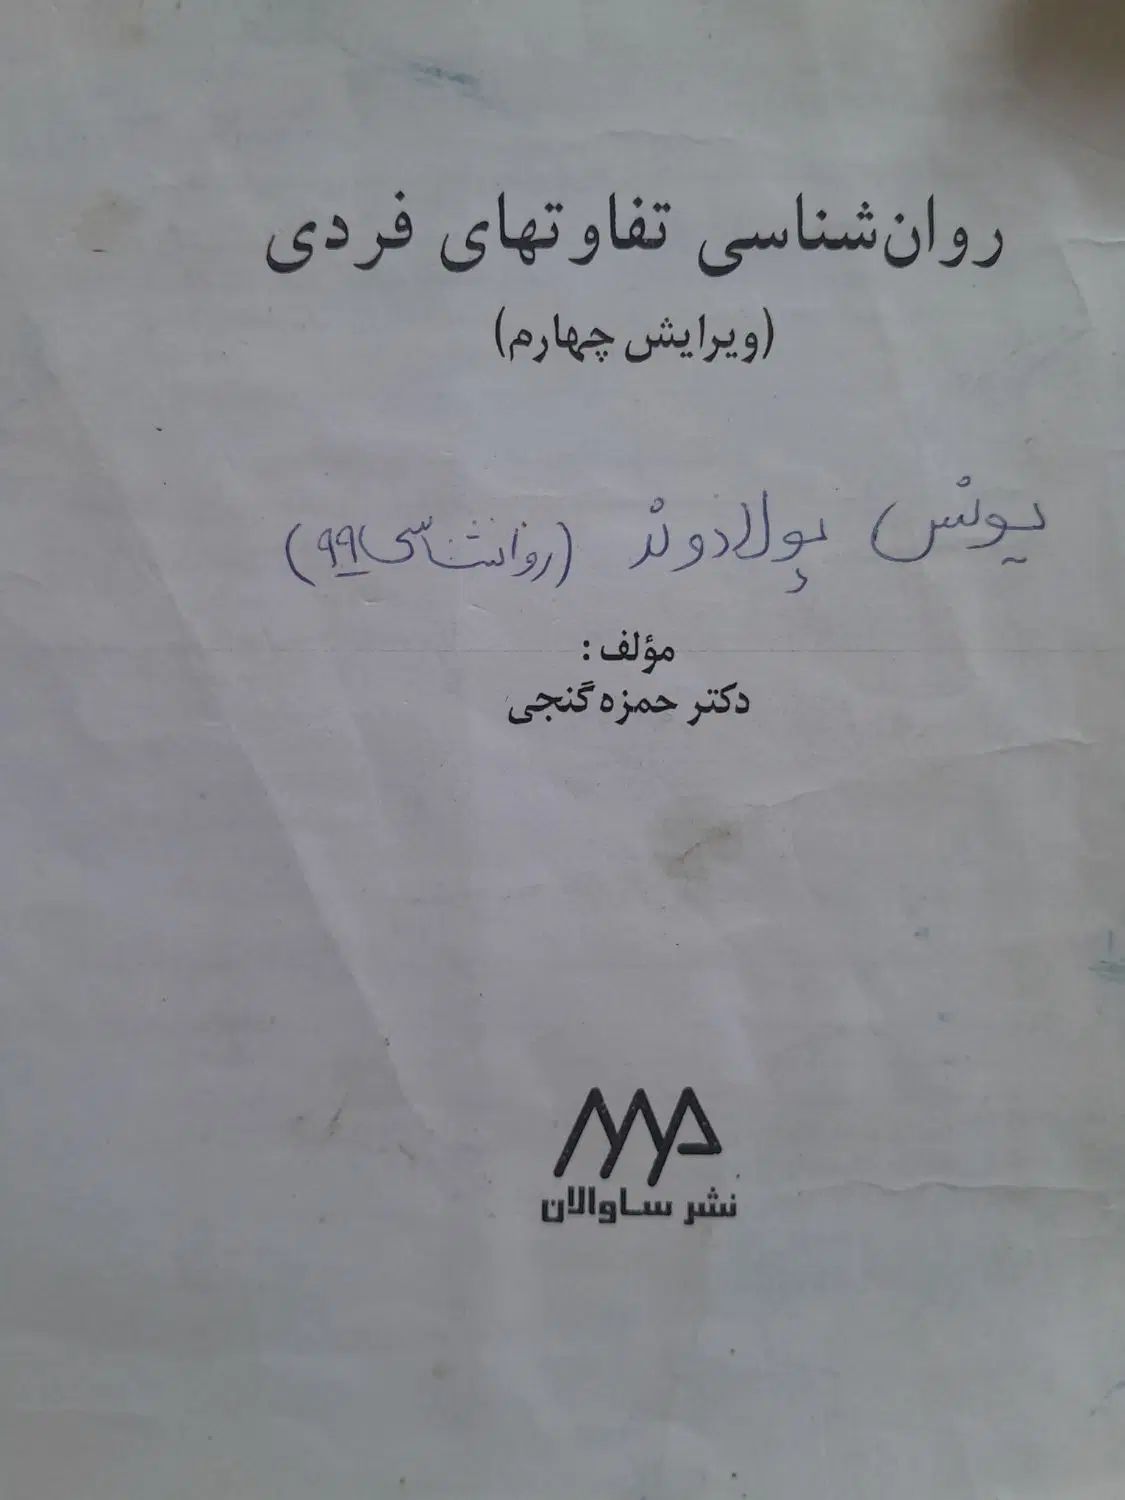 روان‌شناسی تفاوتهای فردی
(ویرایش چهارم)
یونس پولادوند (روانشناسی ۹۹)
مؤلف :
دکتر حمزه گنجی
نشر ساوالان